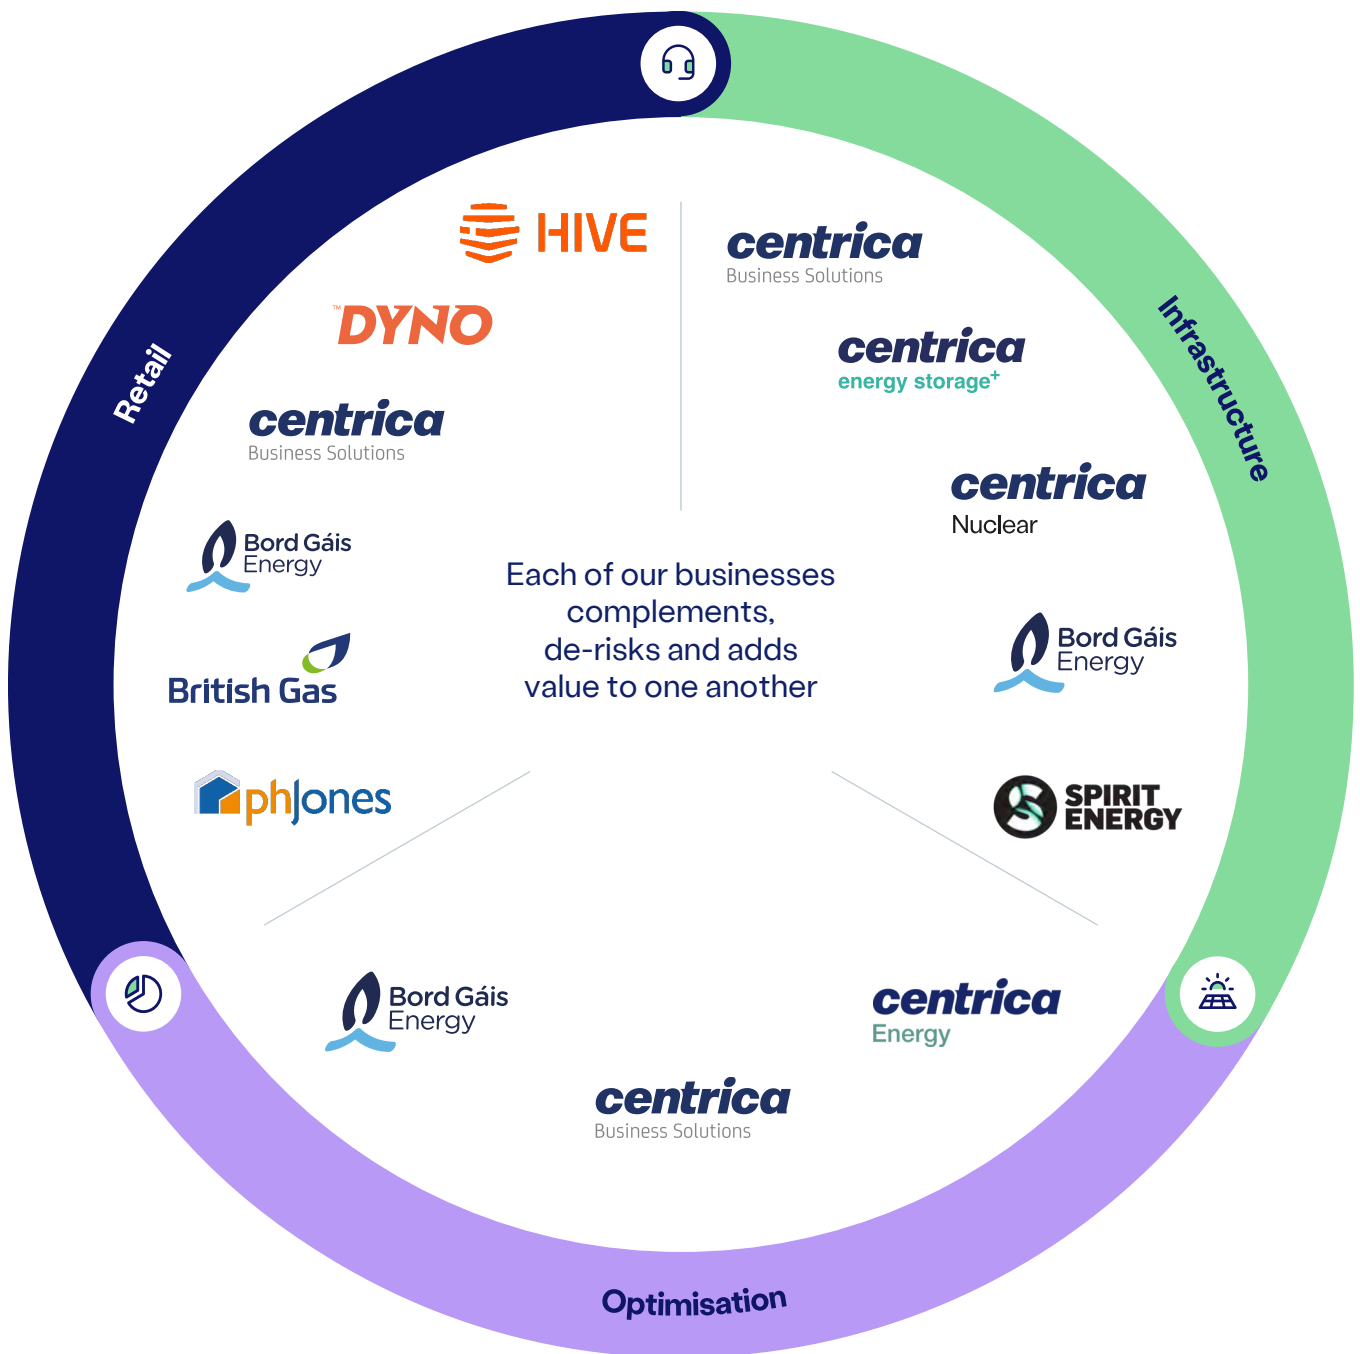 HIVE
™DYNO
centrica
Business Solutions
Bord Gáis
Energy
British Gas
phJones
Retail
centrica
Business Solutions
centrica
energy storage+
centrica
Nuclear
Bord Gáis
Energy
SPIRIT
ENERGY
Infrastructure
Each of our businesses
complements,
de-risks and adds
value to one another
Bord Gáis
Energy
centrica
Business Solutions
centrica
Energy
Optimisation